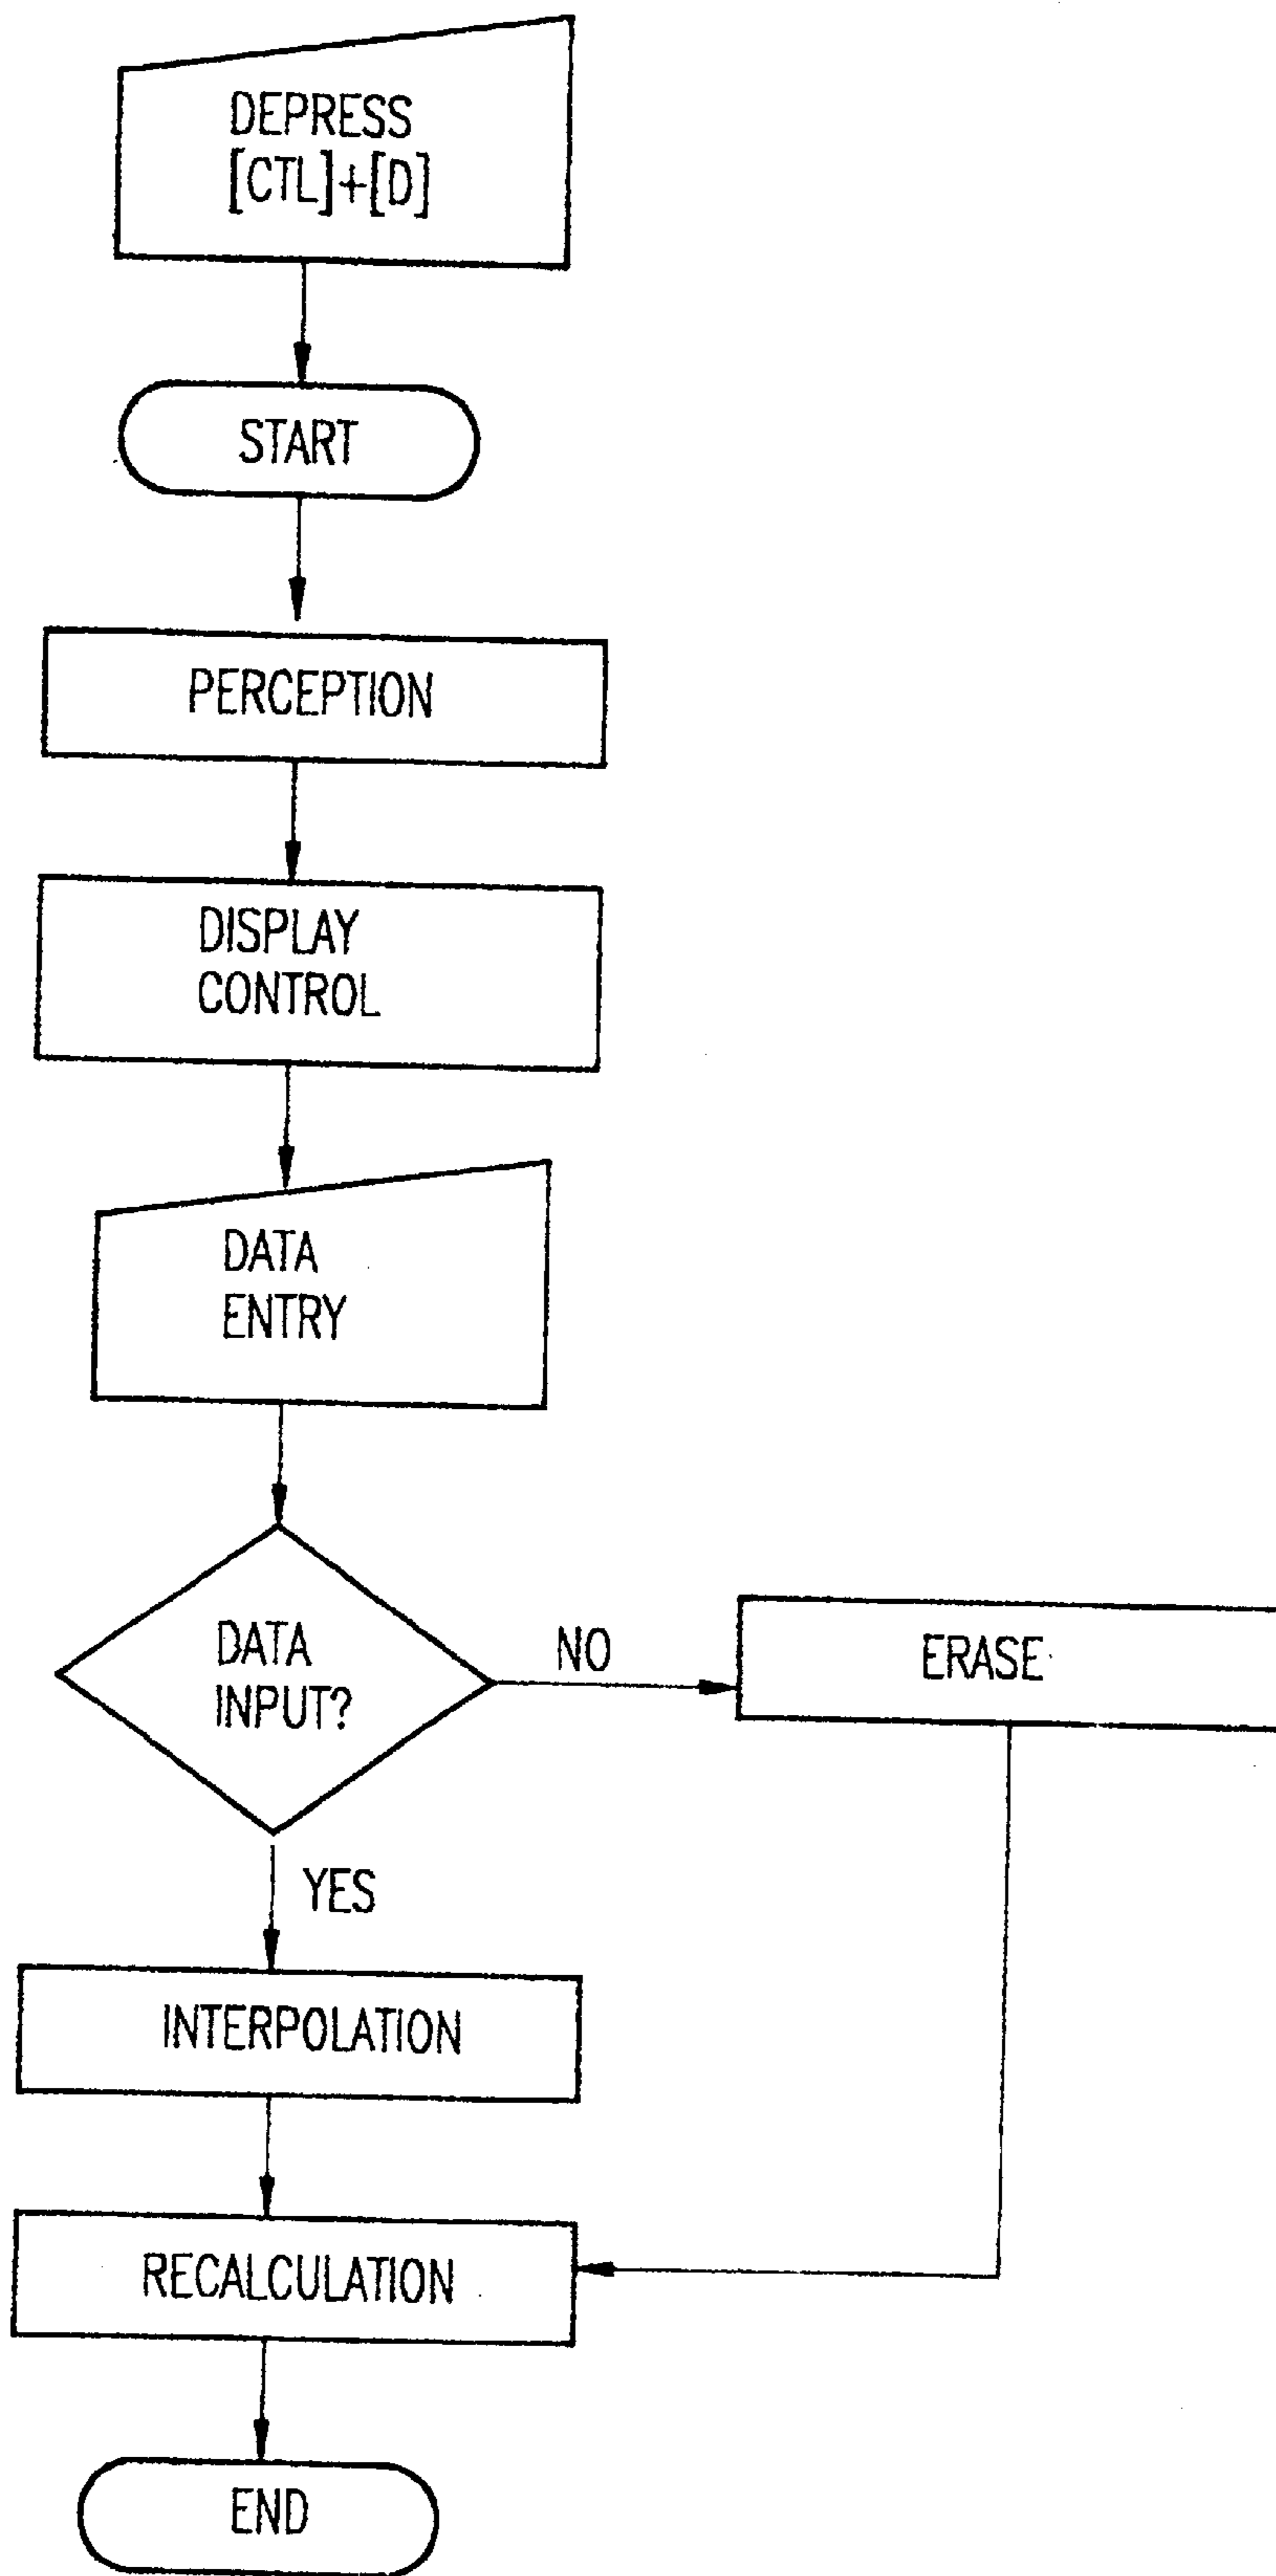 DEPRESS
[CTL]+[D]
START
PERCEPTION
DISPLAY
CONTROL
DATA
ENTRY
DATA
INPUT?
NO
ERASE
YES
INTERPOLATION
RECALCULATION
END